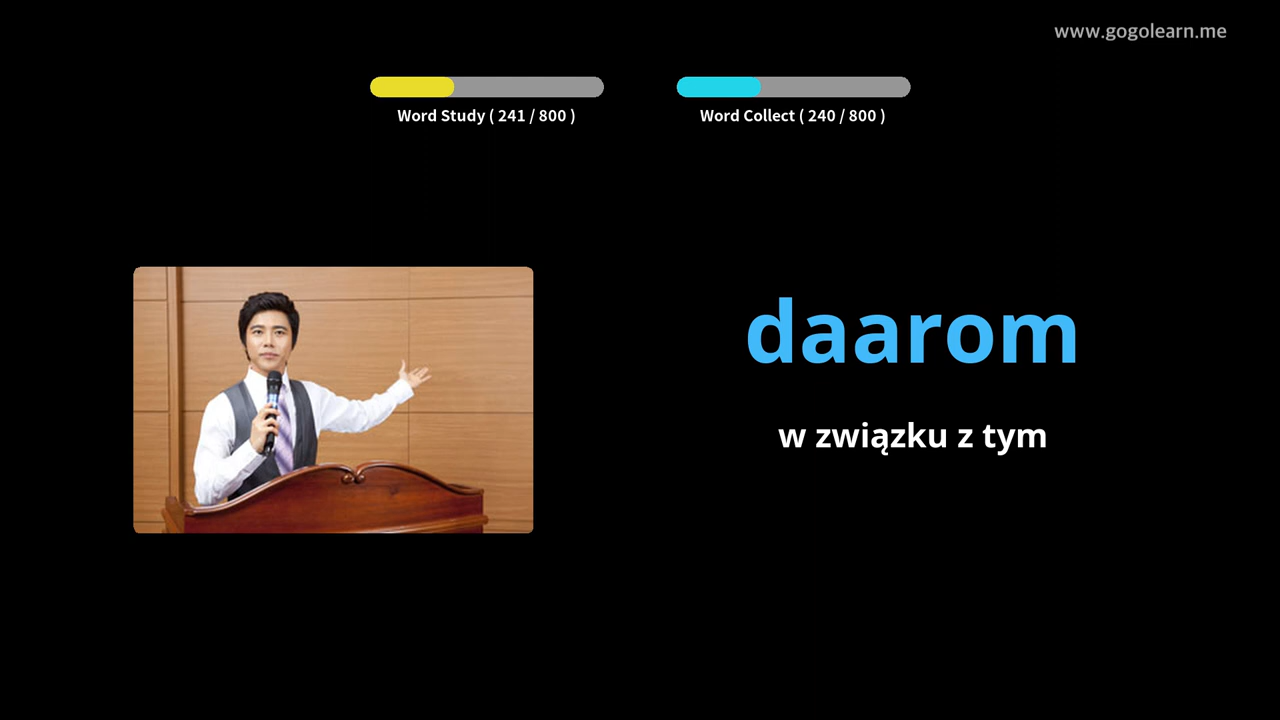 www.gogolearn.me
Word Study ( 241 / 800 )
Word Collect ( 240 / 800 )
daarom
w związku z tym